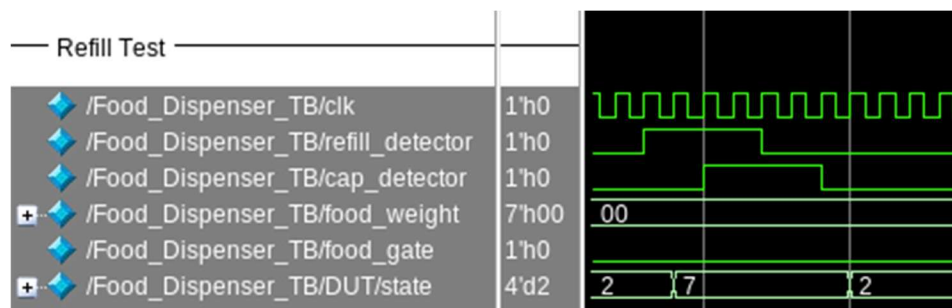 Refill Test
/Food_Dispenser_TB/clk 1'h0
/Food_Dispenser_TB/refill_detector 1'h0
/Food_Dispenser_TB/cap_detector 1'h0
/Food_Dispenser_TB/food_weight 7'h00 00
/Food_Dispenser_TB/food_gate 1'h0
/Food_Dispenser_TB/DUT/state 4'd2 2 7 2